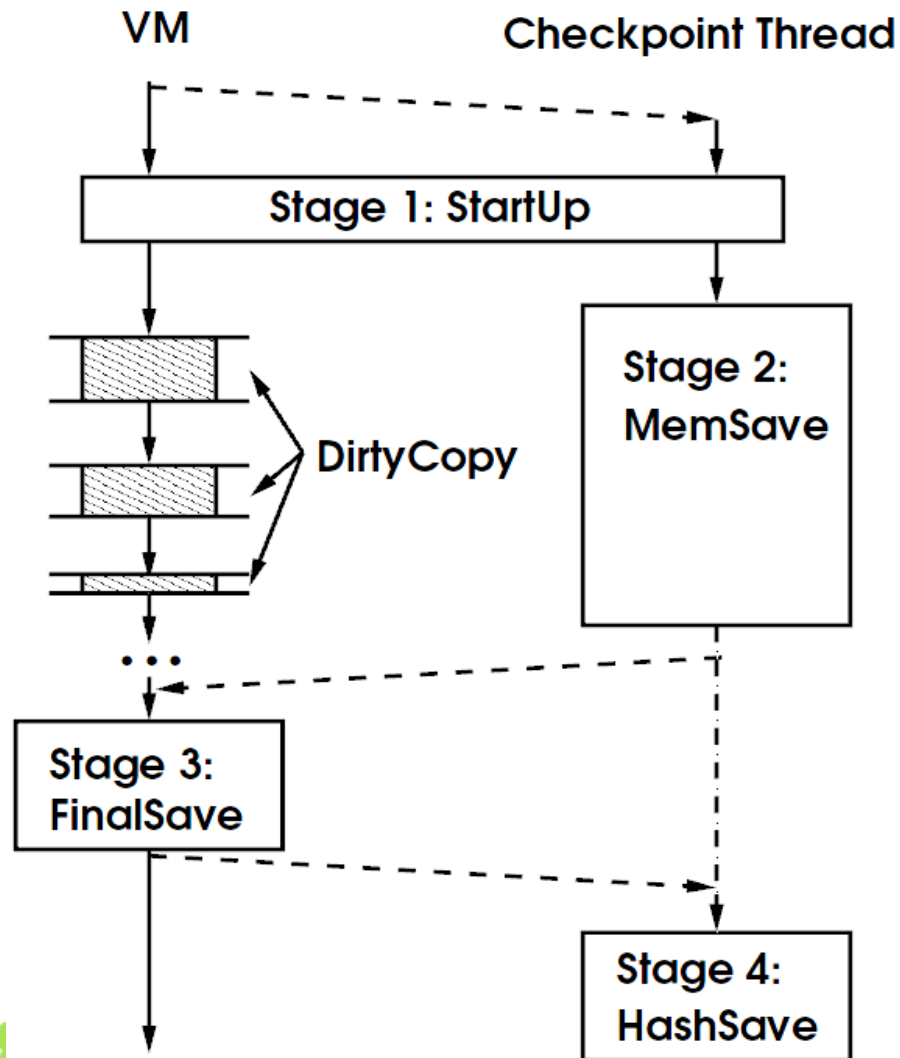 VM
Checkpoint Thread
Stage 1: StartUp
Stage 2:
MemSave
DirtyCopy
...
Stage 3:
FinalSave
Stage 4:
HashSave